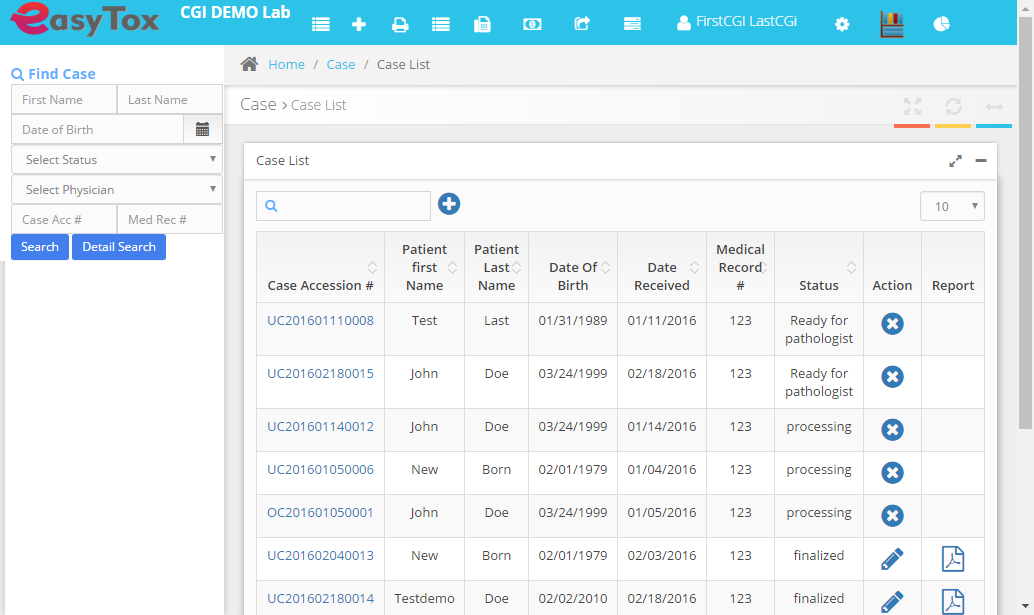 easyTox
CGI DEMO Lab
FirstCGI LastCGi
Find Case
First Name Last Name
Date of Birth
Select Status
Select Physician
Case Acc # Med Rec #
Search Detail Search
Home / Case / Case List
Case > Case List
Case List
10
Case Accession # Patient first Name Patient Last Name Date Of Birth Date Received Medical Record # Status Action Report
UC201601110008 Test Last 01/31/1989 01/11/2016 123 Ready for pathologist
UC201602180015 John Doe 03/24/1999 02/18/2016 123 Ready for pathologist
UC201601140012 John Doe 03/24/1999 01/14/2016 123 processing
UC201601050006 New Born 02/01/1979 01/04/2016 123 processing
OC201601050001 John Doe 03/24/1999 01/05/2016 123 processing
UC201602040013 New Born 02/01/1979 02/03/2016 123 finalized
UC201602180014 Testdemo Doe 02/02/2010 02/18/2016 123 finalized